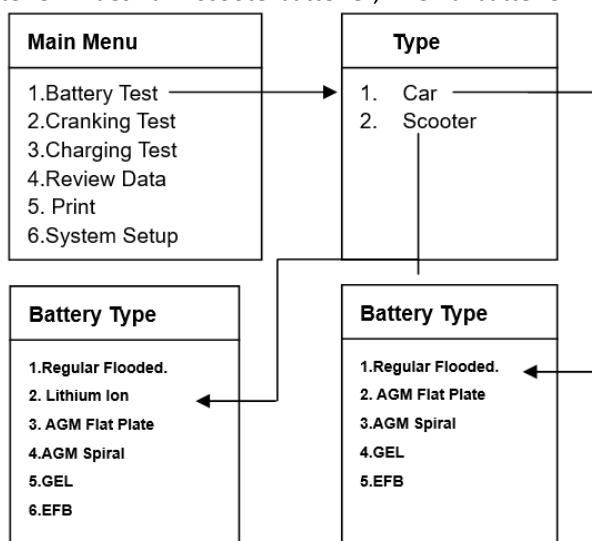 Main Menu
1.Battery Test
2.Cranking Test
3.Charging Test
4.Review Data
5. Print
6.System Setup
Type
1. Car
2. Scooter
Battery Type
1.Regular Flooded.
2. Lithium Ion
3. AGM Flat Plate
4.AGM Spiral
5.GEL
6.EFB
Battery Type
1.Regular Flooded.
2. AGM Flat Plate
3.AGM Spiral
4.GEL
5.EFB